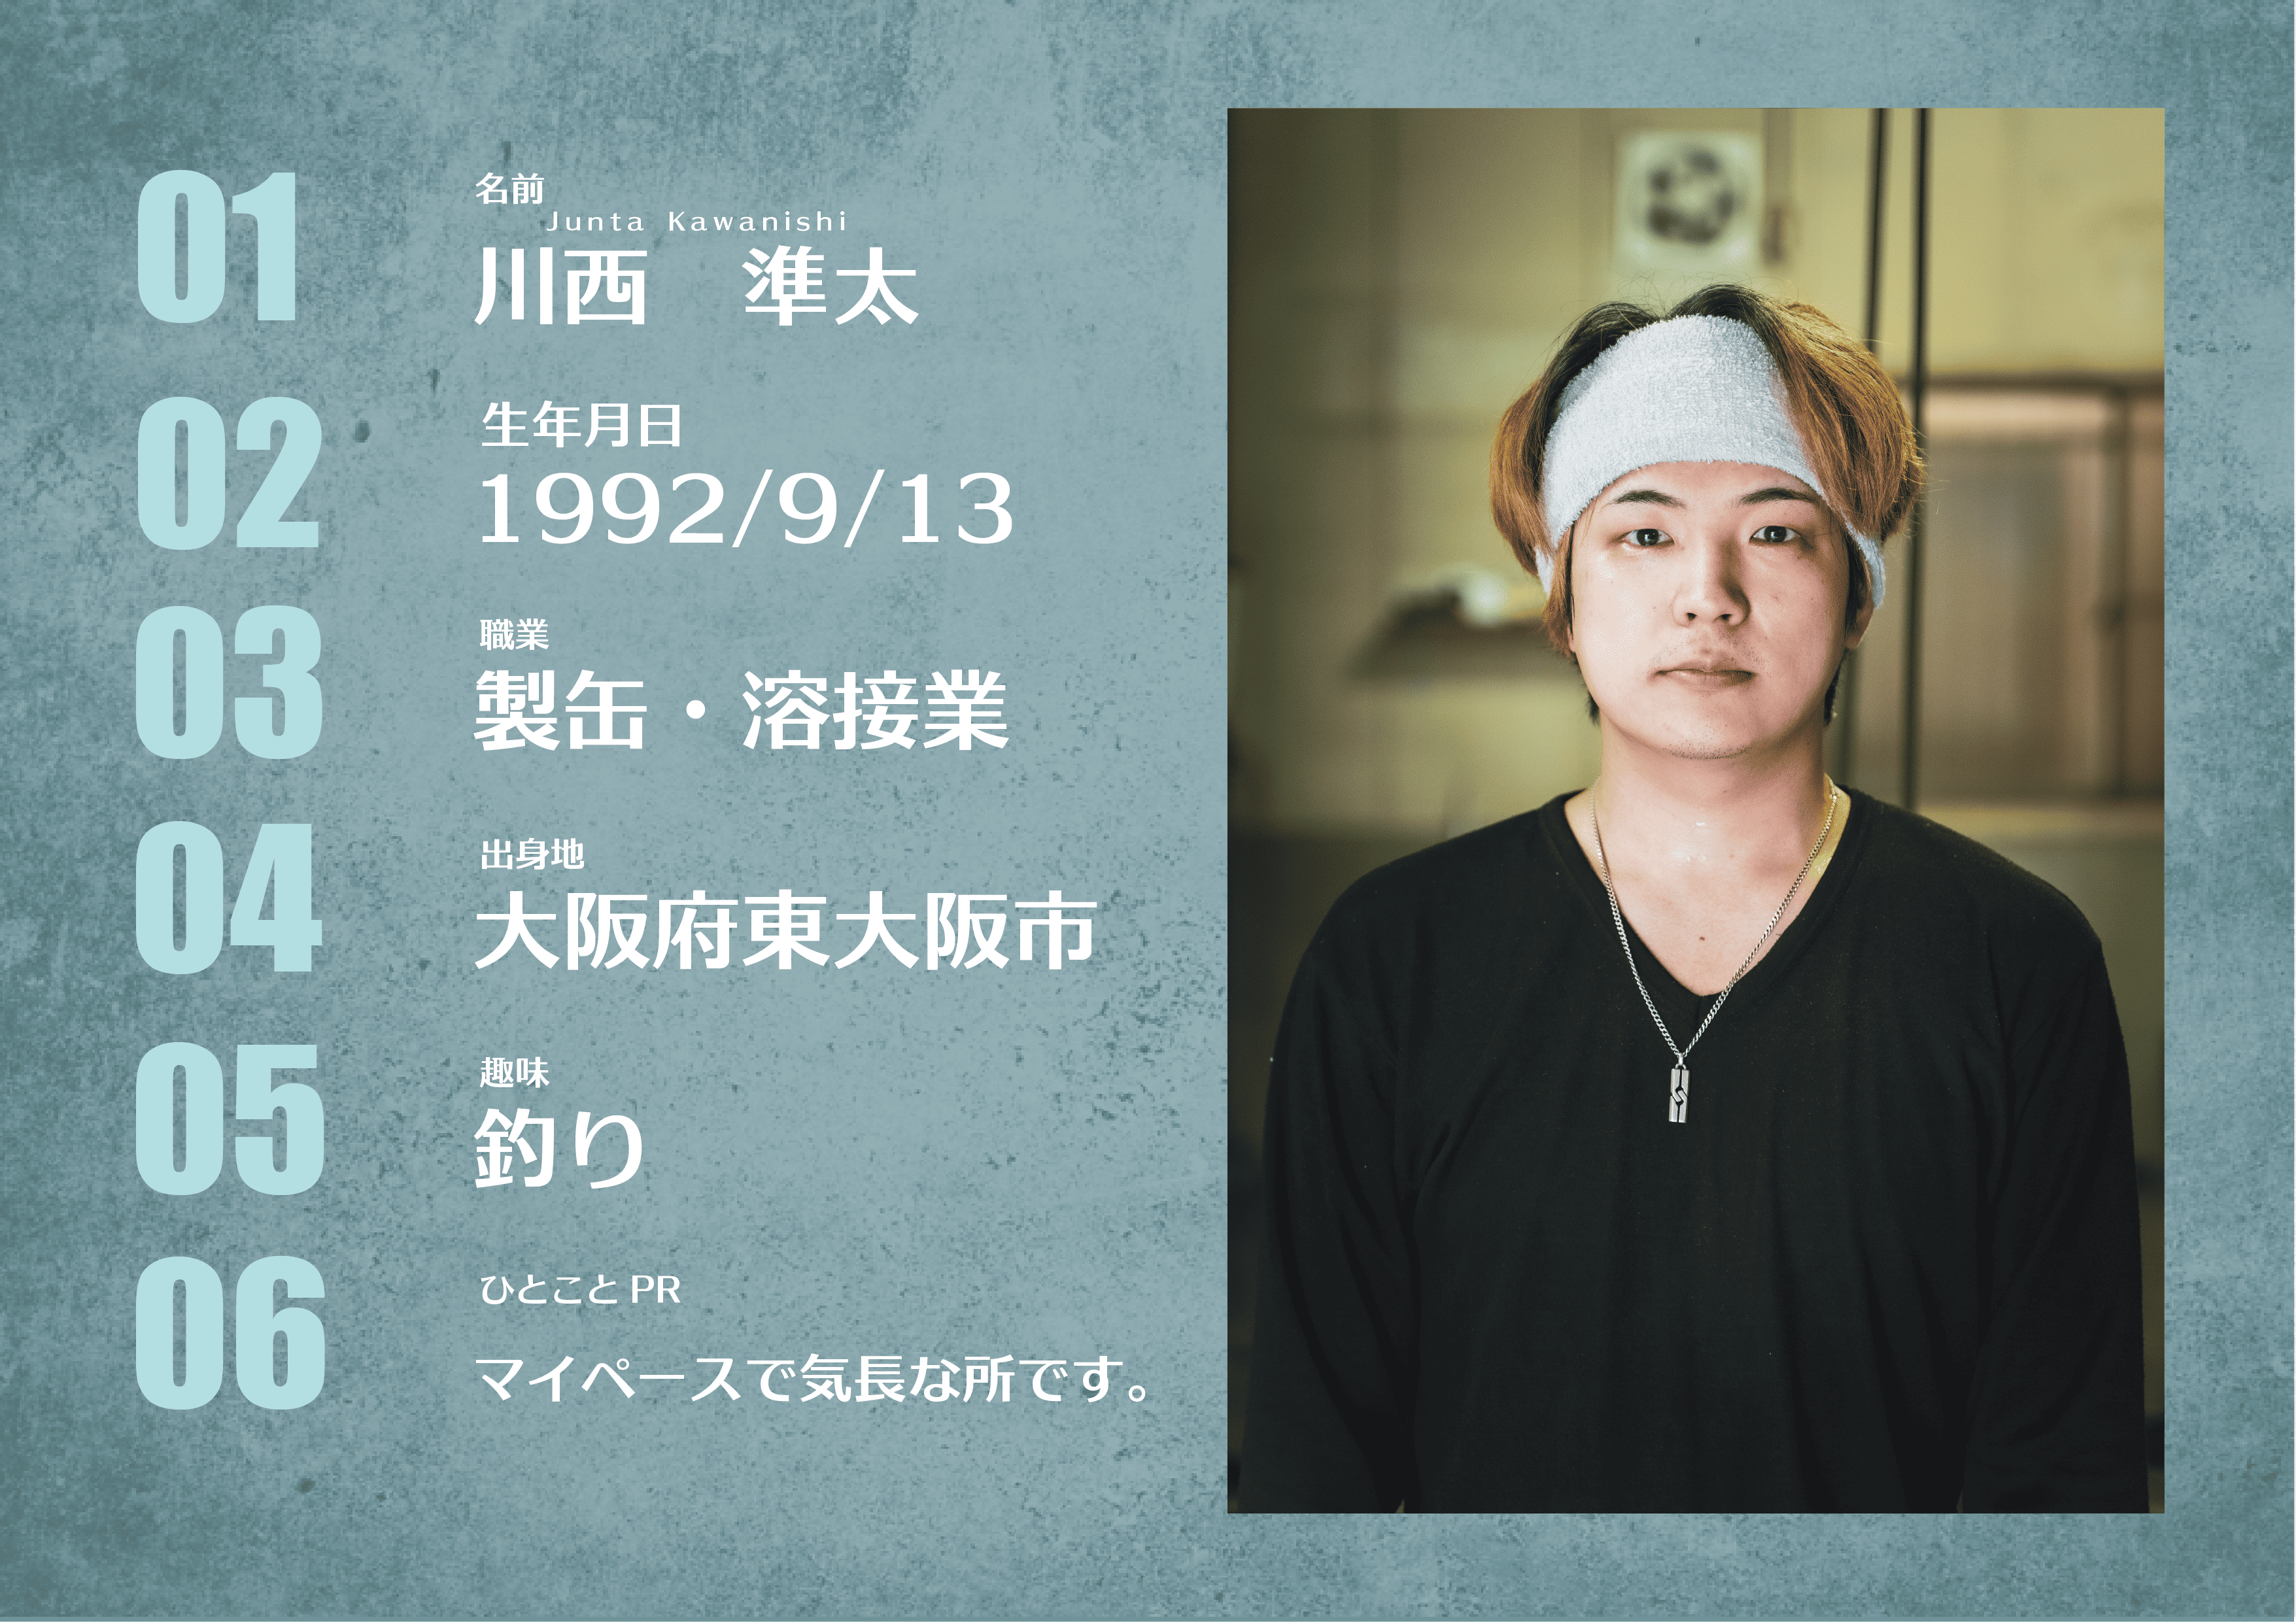 01
名前
Junta Kawanishi
川西　準太
02
生年月日
1992/9/13
03
職業
製缶・溶接業
04
出身地
大阪府東大阪市
05
趣味
釣り
06
ひとことPR
マイペースで気長な所です。